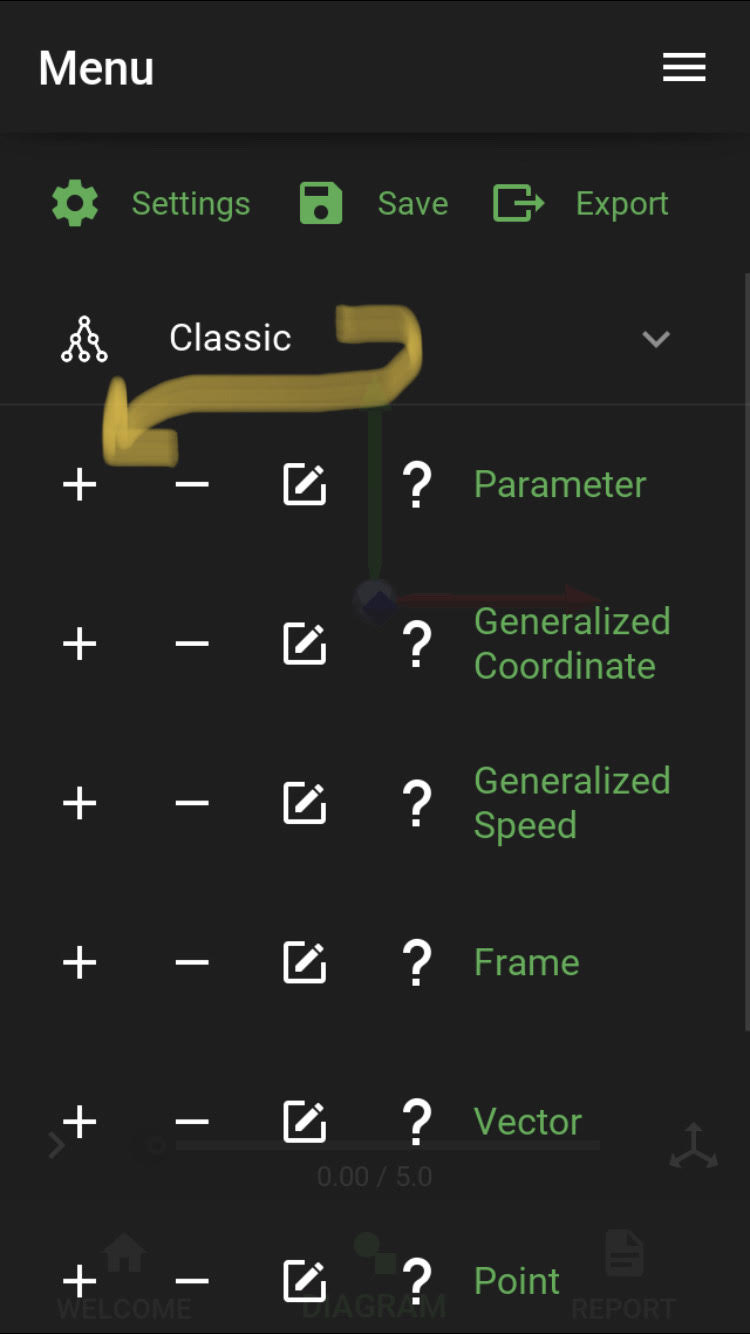 Menu
Settings Save Export
Classic
+ − ? Parameter
+ − ? Generalized
Coordinate
+ − ? Generalized
Speed
+ − ? Frame
+ − ? Vector
0.00 / 5.0
+ − ? Point
WELCOME DIAGRAM REPORT